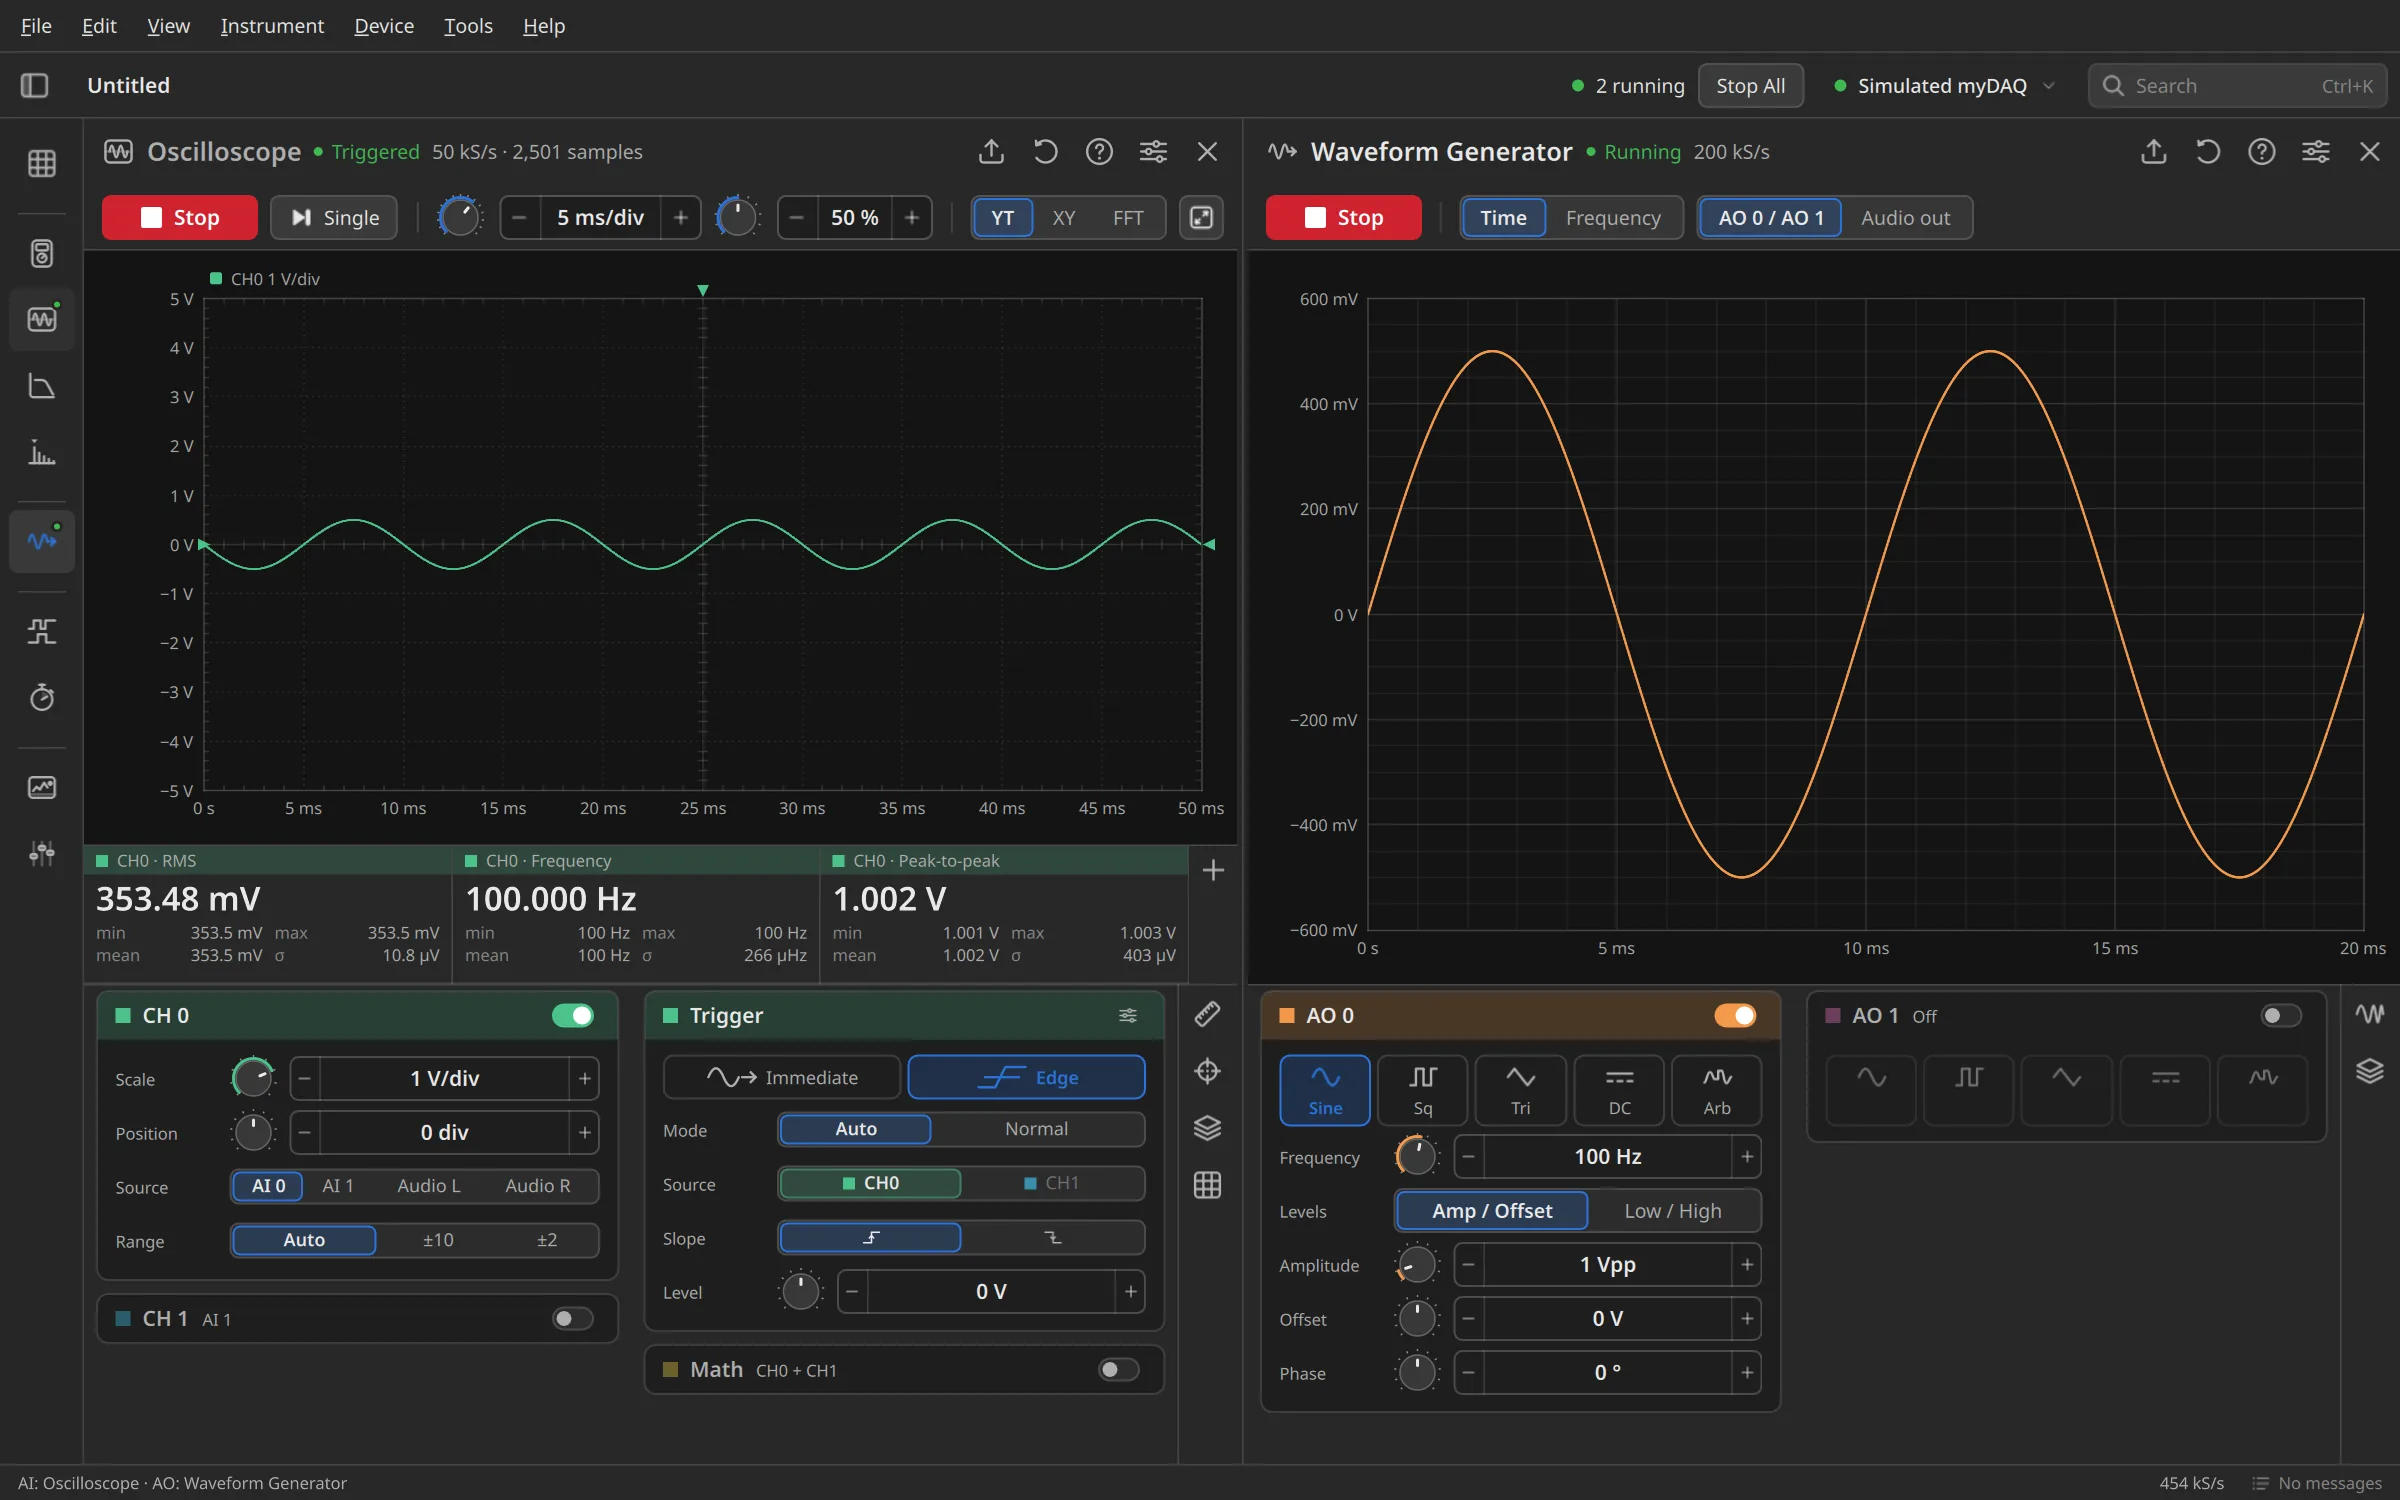 File Edit View Instrument Device Tools Help
Untitled
2 running Stop All Simulated myDAQ Search Ctrl+K
Oscilloscope Triggered 50 kS/s · 2,501 samples
Stop Single 5 ms/div 50 % YT XY FFT
CH0 1 V/div
5 V
4 V
3 V
2 V
1 V
0 V
−1 V
−2 V
−3 V
−4 V
−5 V
0 s 5 ms 10 ms 15 ms 20 ms 25 ms 30 ms 35 ms 40 ms 45 ms 50 ms
CH0 · RMS
353.48 mV
min 353.5 mV max 353.5 mV
mean 353.5 mV σ 10.8 µV
CH0 · Frequency
100.000 Hz
min 100 Hz max 100 Hz
mean 100 Hz σ 266 µHz
CH0 · Peak-to-peak
1.002 V
min 1.001 V max 1.003 V
mean 1.002 V σ 403 µV
CH 0
Scale − 1 V/div +
Position − 0 div +
Source AI 0 AI 1 Audio L Audio R
Range Auto ±10 ±2
CH 1 AI 1
Trigger
Immediate Edge
Mode Auto Normal
Source CH0 CH1
Slope
Level − 0 V +
Math CH0 + CH1
Waveform Generator Running 200 kS/s
Stop Time Frequency AO 0 / AO 1 Audio out
600 mV
400 mV
200 mV
0 V
−200 mV
−400 mV
−600 mV
0 s 5 ms 10 ms 15 ms 20 ms
AO 0
Sine Sq Tri DC Arb
Frequency − 100 Hz +
Levels Amp / Offset Low / High
Amplitude − 1 Vpp +
Offset − 0 V +
Phase − 0 ° +
AO 1 Off
AI: Oscilloscope · AO: Waveform Generator
454 kS/s No messages